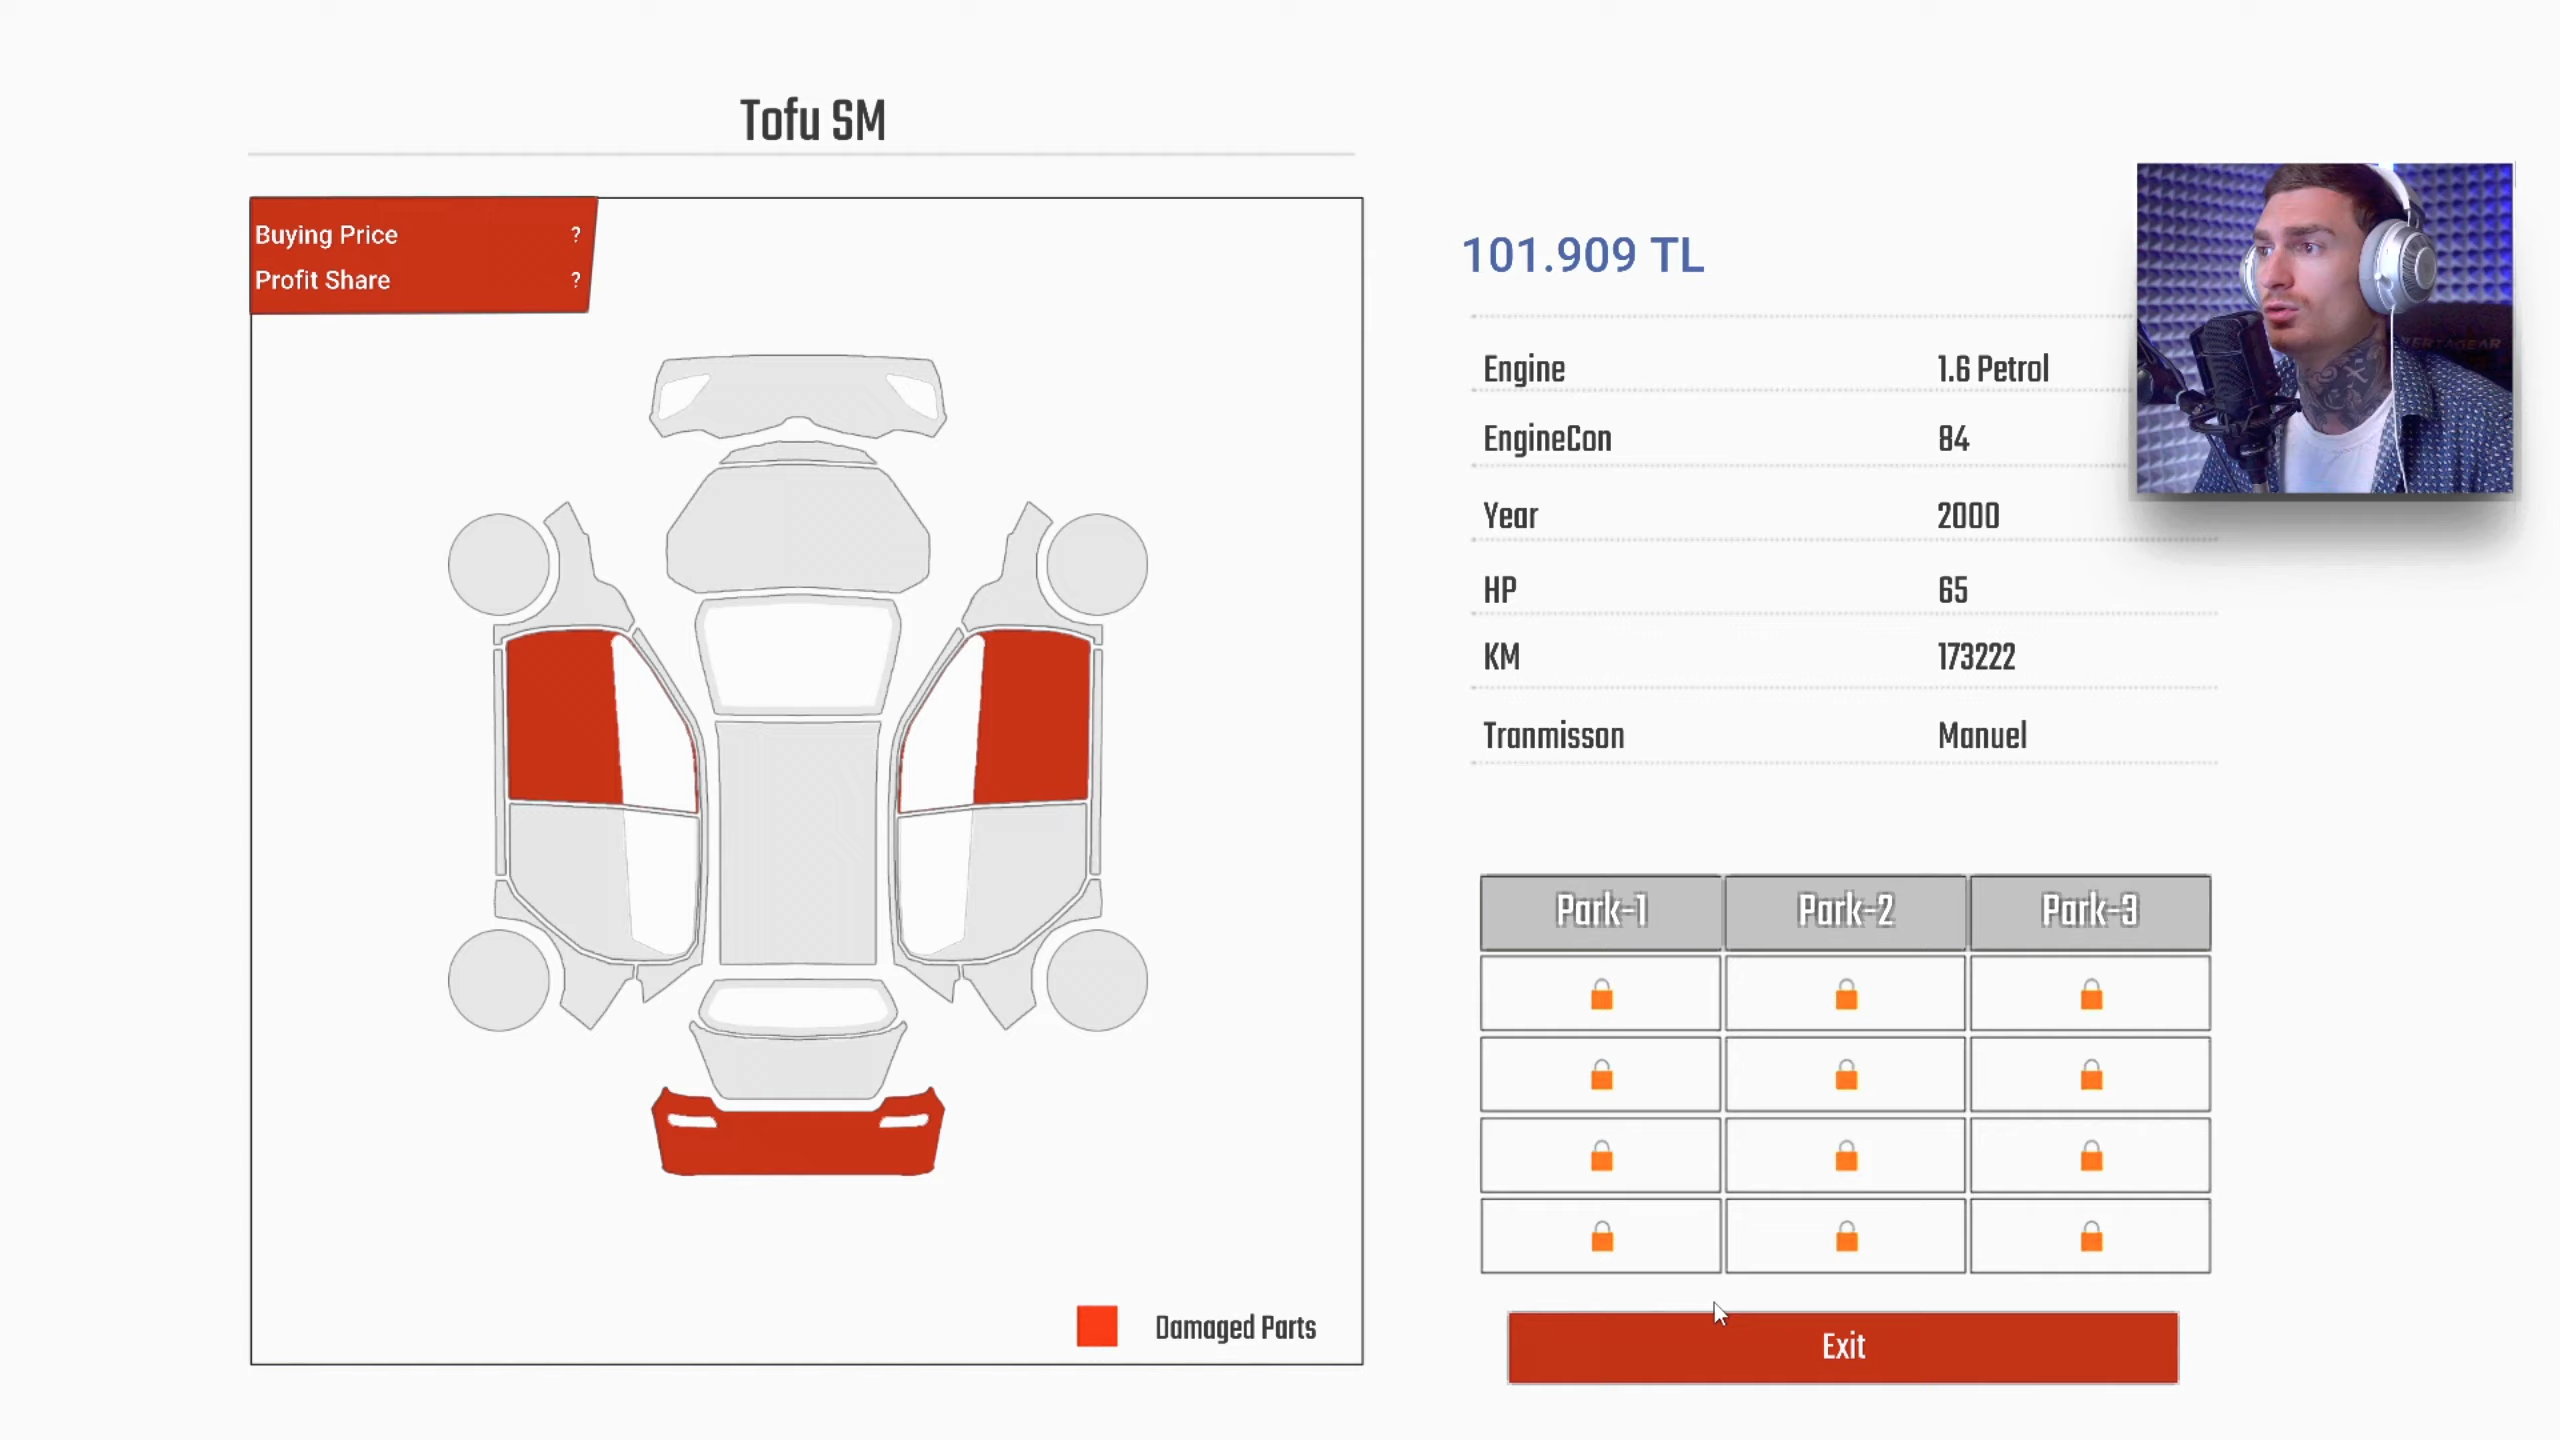 Tofu SM
Buying Price ?
Profit Share ?
101.909 TL
Engine 1.6 Petrol
EngineCon 84
Year 2000
HP 65
KM 173222
Tranmisson Manuel
Park-1 Park-2 Park-3
Damaged Parts
Exit